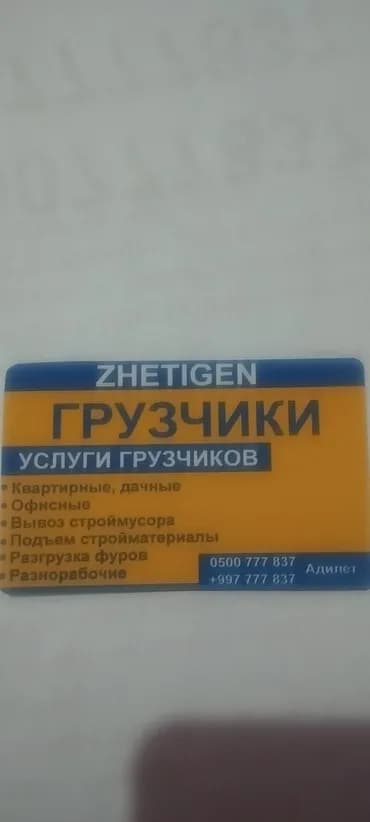 ZHETIGEN
ГРУЗЧИКИ
УСЛУГИ ГРУЗЧИКОВ
• Квартирные, дачные
• Офисные
• Вывоз строймусора
• Подъем стройматериалы
• Разгрузка фуров
• Разнорабочие
0500 777 837
+997 777 837
Адилет